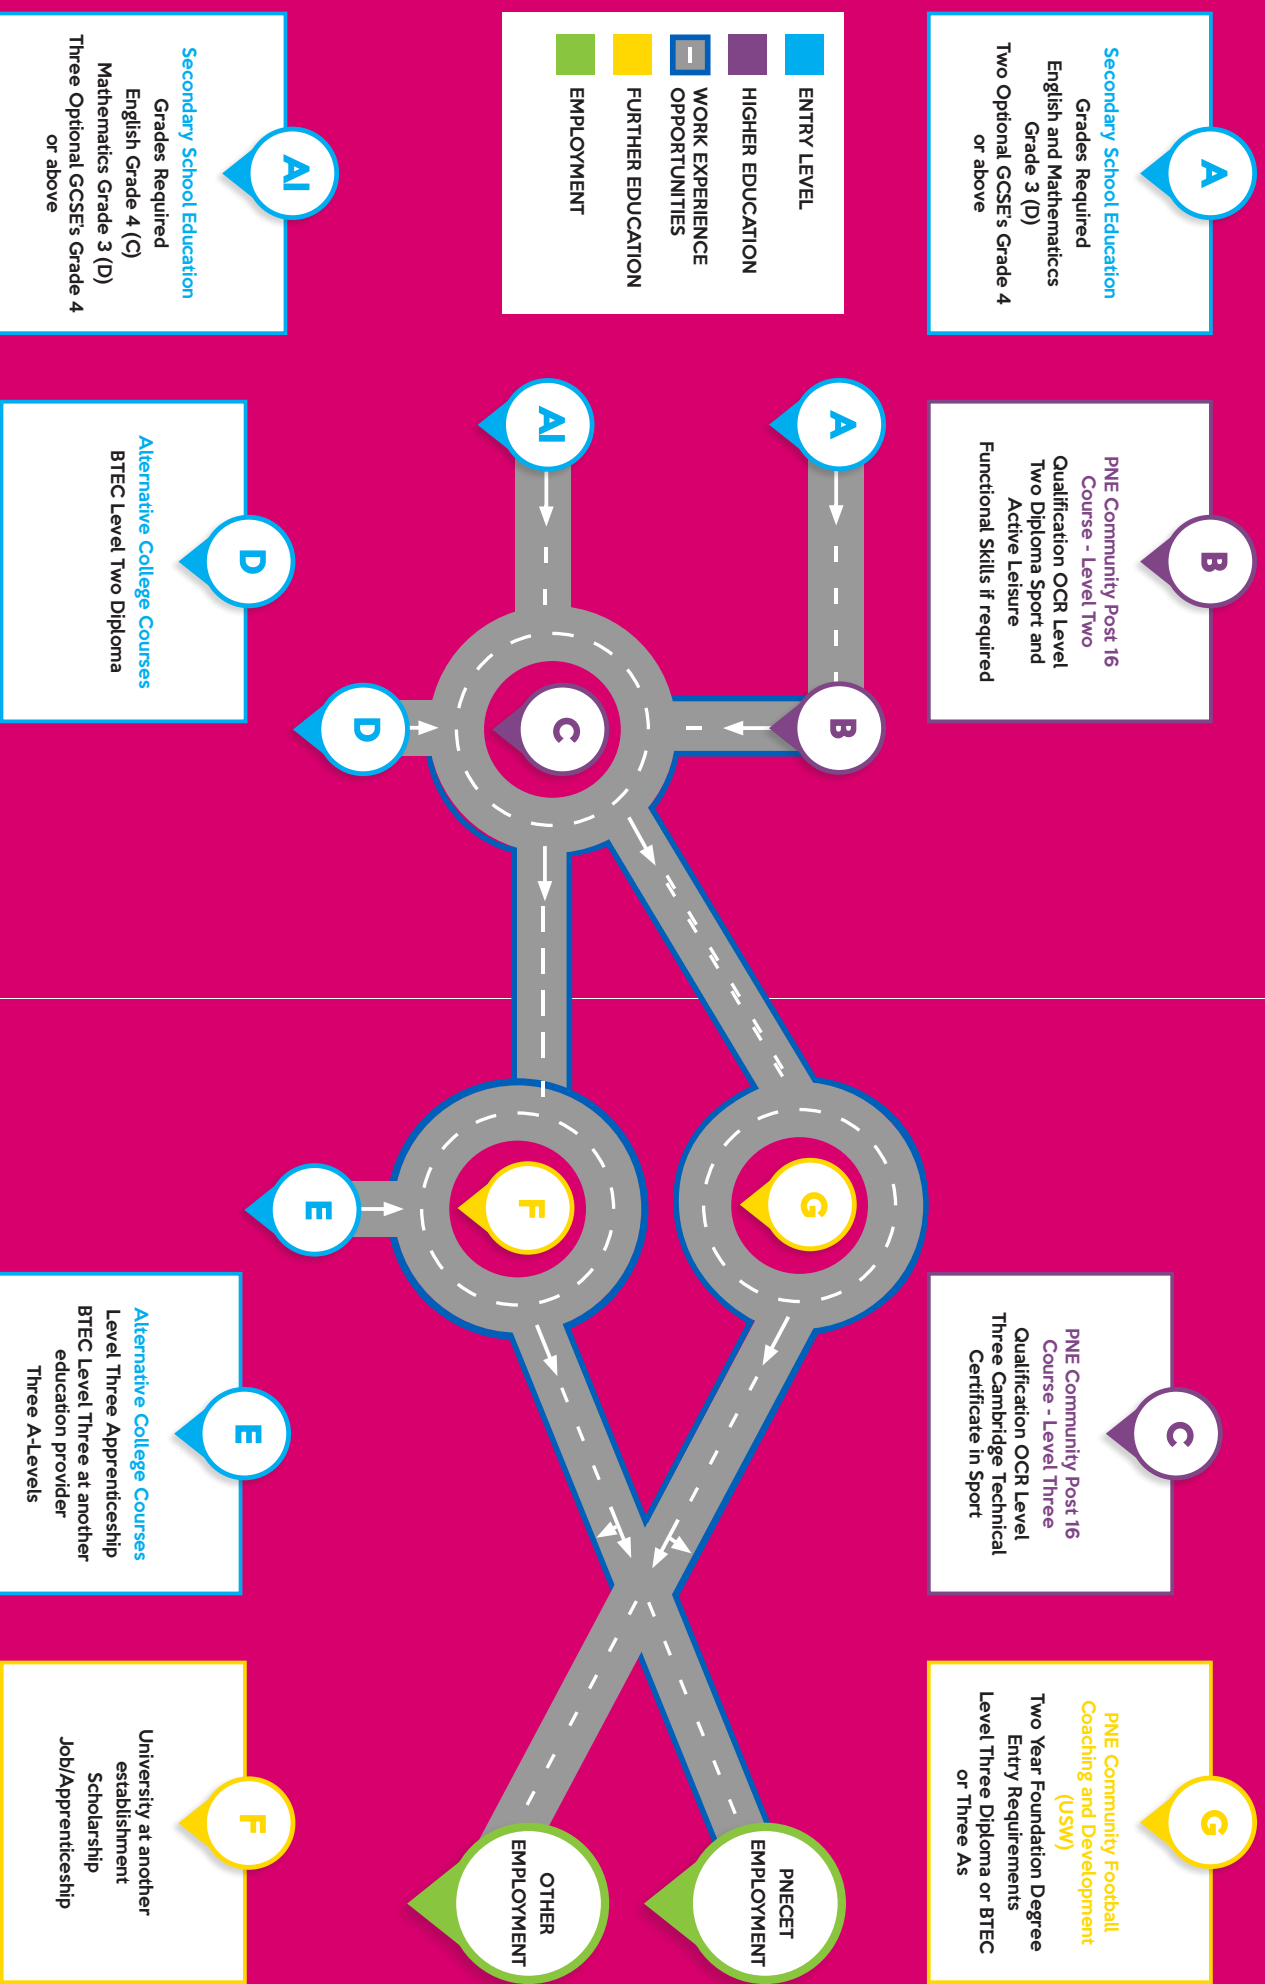 A
Secondary School Education
Grades Required
English and Mathematiccs
Grade 3 (D)
Two Optional GCSE's Grade 4
or above
B
PNE Community Post 16
Course - Level Two
Qualification OCR Level
Two Diploma Sport and
Active Leisure
Functional Skills if required
C
PNE Community Post 16
Course - Level Three
Qualification OCR Level
Three Cambridge Technical
Certificate in Sport
G
PNE Community Football
Coaching and Development
(USW)
Two Year Foundation Degree
Entry Requirements
Level Three Diploma or BTEC
or Three As
ENTRY LEVEL
HIGHER EDUCATION
WORK EXPERIENCE
OPPORTUNITIES
FURTHER EDUCATION
EMPLOYMENT
A
B
G
PNECET
EMPLOYMENT
AI
C
F
OTHER
EMPLOYMENT
D
E
AI
Secondary School Education
Grades Required
English Grade 4 (C)
Mathematics Grade 3 (D)
Three Optional GCSE's Grade 4
or above
D
Alternative College Courses
BTEC Level Two Diploma
E
Alternative College Courses
Level Three Apprenticeship
BTEC Level Three at another
education provider
Three A-Levels
F
University at another
establishment
Scholarship
Job/Apprenticeship